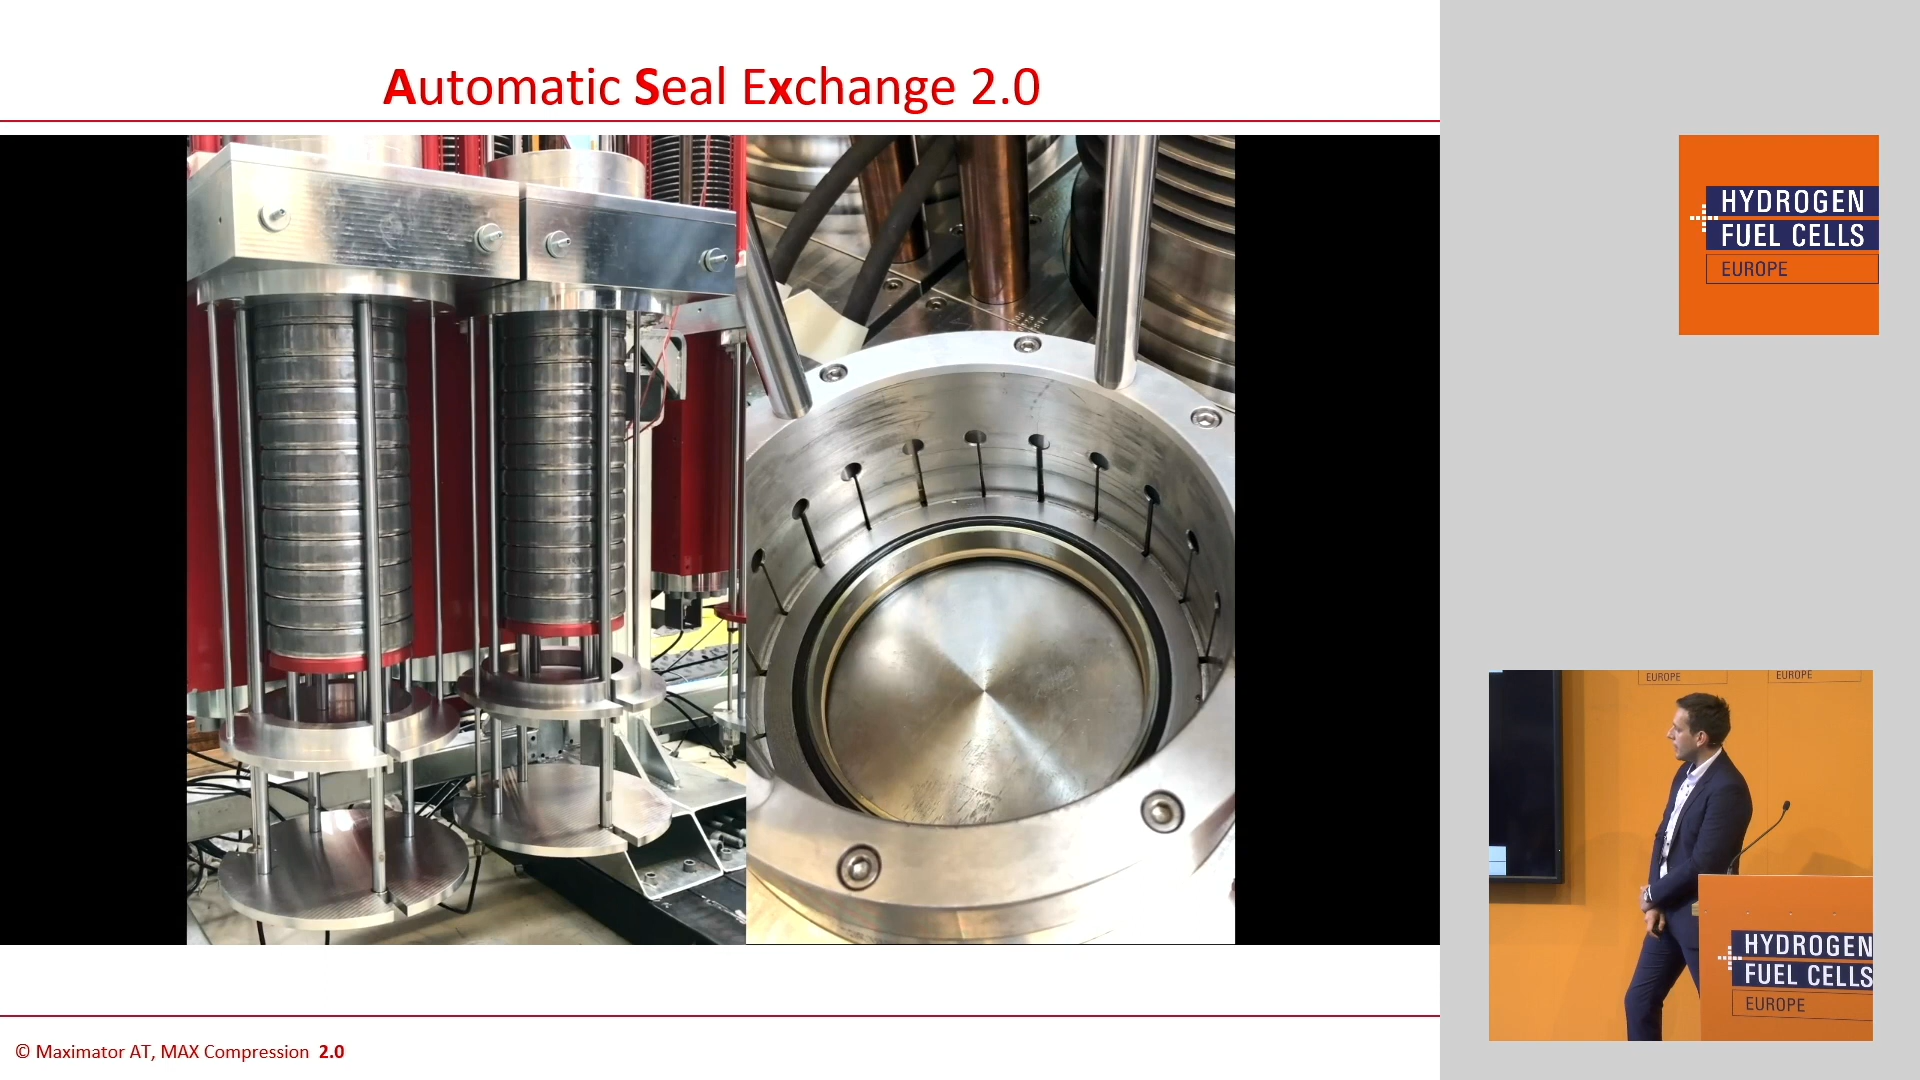 Automatic Seal Exchange 2.0
HYDROGEN
FUEL CELLS
EUROPE
EUROPE
EUROPE
HYDROGEN
FUEL CELLS
EUROPE
© Maximator AT, MAX Compression 2.0